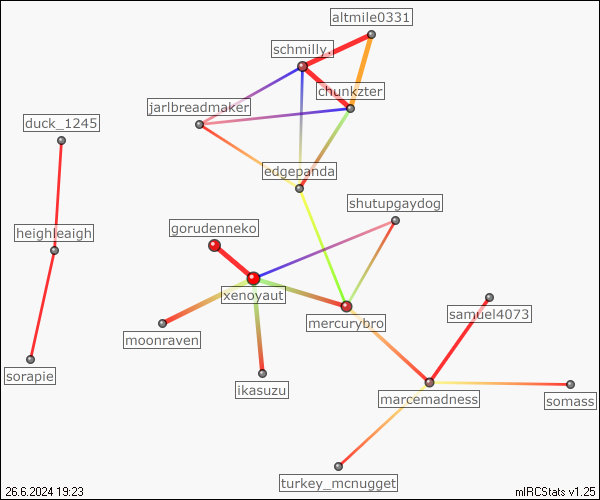 altmile0331
schmilly.
chunkzter
jarlbreadmaker
duck_1245
edgepanda
shutupgaydog
gorudenneko
heighleaigh
xenoyaut
mercurybro
samuel4073
moonraven
sorapie
ikasuzu
marcemadness
somass
turkey_mcnugget
26.6.2024 19:23
mIRCStats v1.25